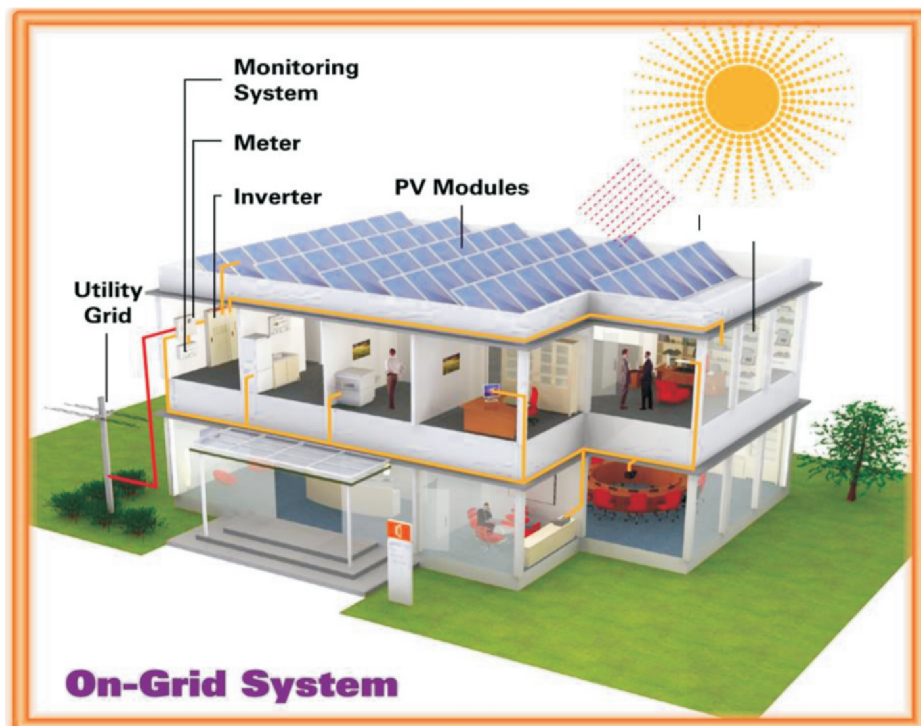 Monitoring
System
Meter
Inverter
PV Modules
Utility
Grid
On-Grid System